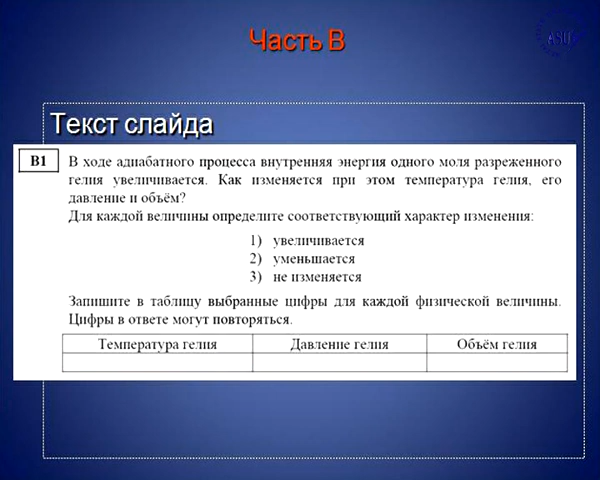 Часть В
ASU
Текст слайда
В1
В ходе адиабатного процесса внутренняя энергия одного моля разреженного
гелия увеличивается. Как изменяется при этом температура гелия, его
давление и объём?
Для каждой величины определите соответствующий характер изменения:
1) увеличивается
2) уменьшается
3) не изменяется
Запишите в таблицу выбранные цифры для каждой физической величины.
Цифры в ответе могут повторяться.
Температура гелия Давление гелия Объём гелия